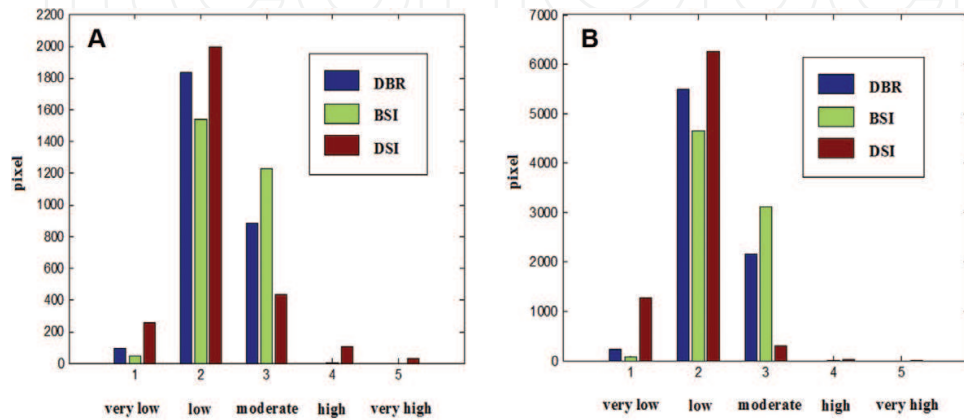 A
2000
1800
1600
1400
1200
1000
800
600
400
200
0
pixel
DBR
BSI
DSI
1 2 3 4 5
very low low moderate high very high
B
7000
6000
5000
4000
3000
2000
1000
0
pixel
DBR
BSI
DSI
1 2 3 4 5
very low low moderate high very high